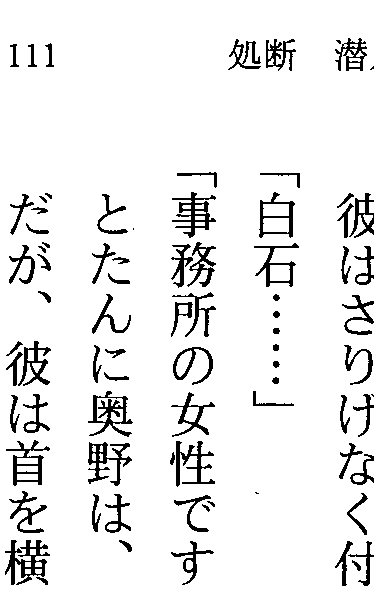 111
処断 潜
彼はさりげなく付
「白石……」
「事務所の女性です
とたんに奥野は、
だが、彼は首を横